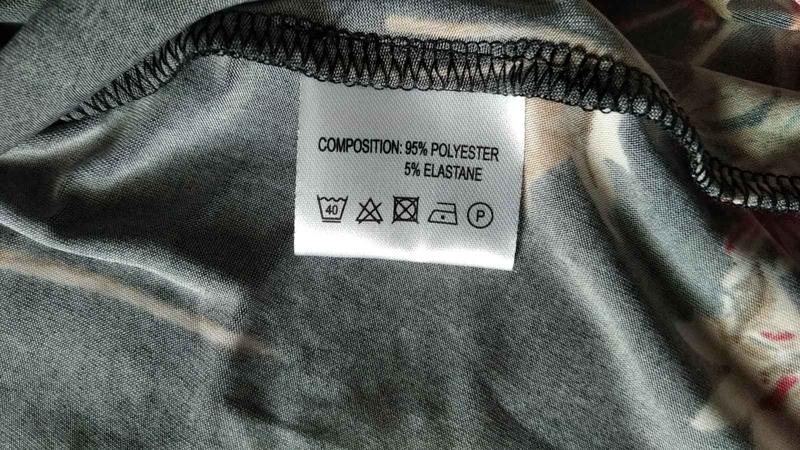 COMPOSITION: 95% POLYESTER
5% ELASTANE
40 P